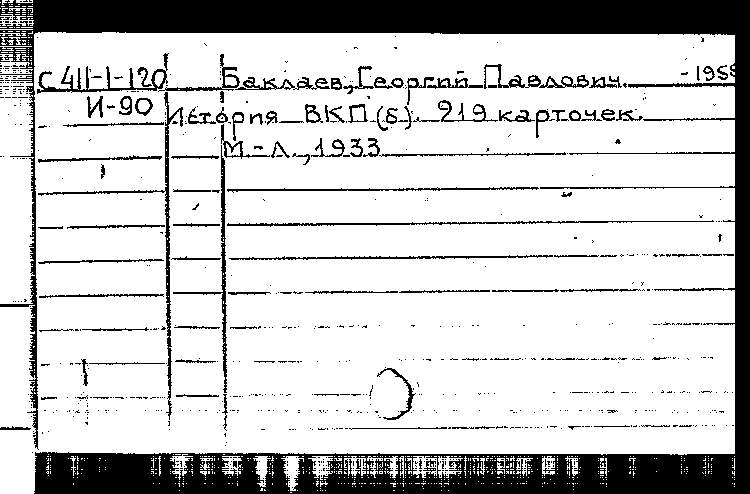 С 411-1-120 Баклаев, Георгий Павлович. -1958
И-90 История ВКП(б). 219 карточек.
М.-Л., 1933